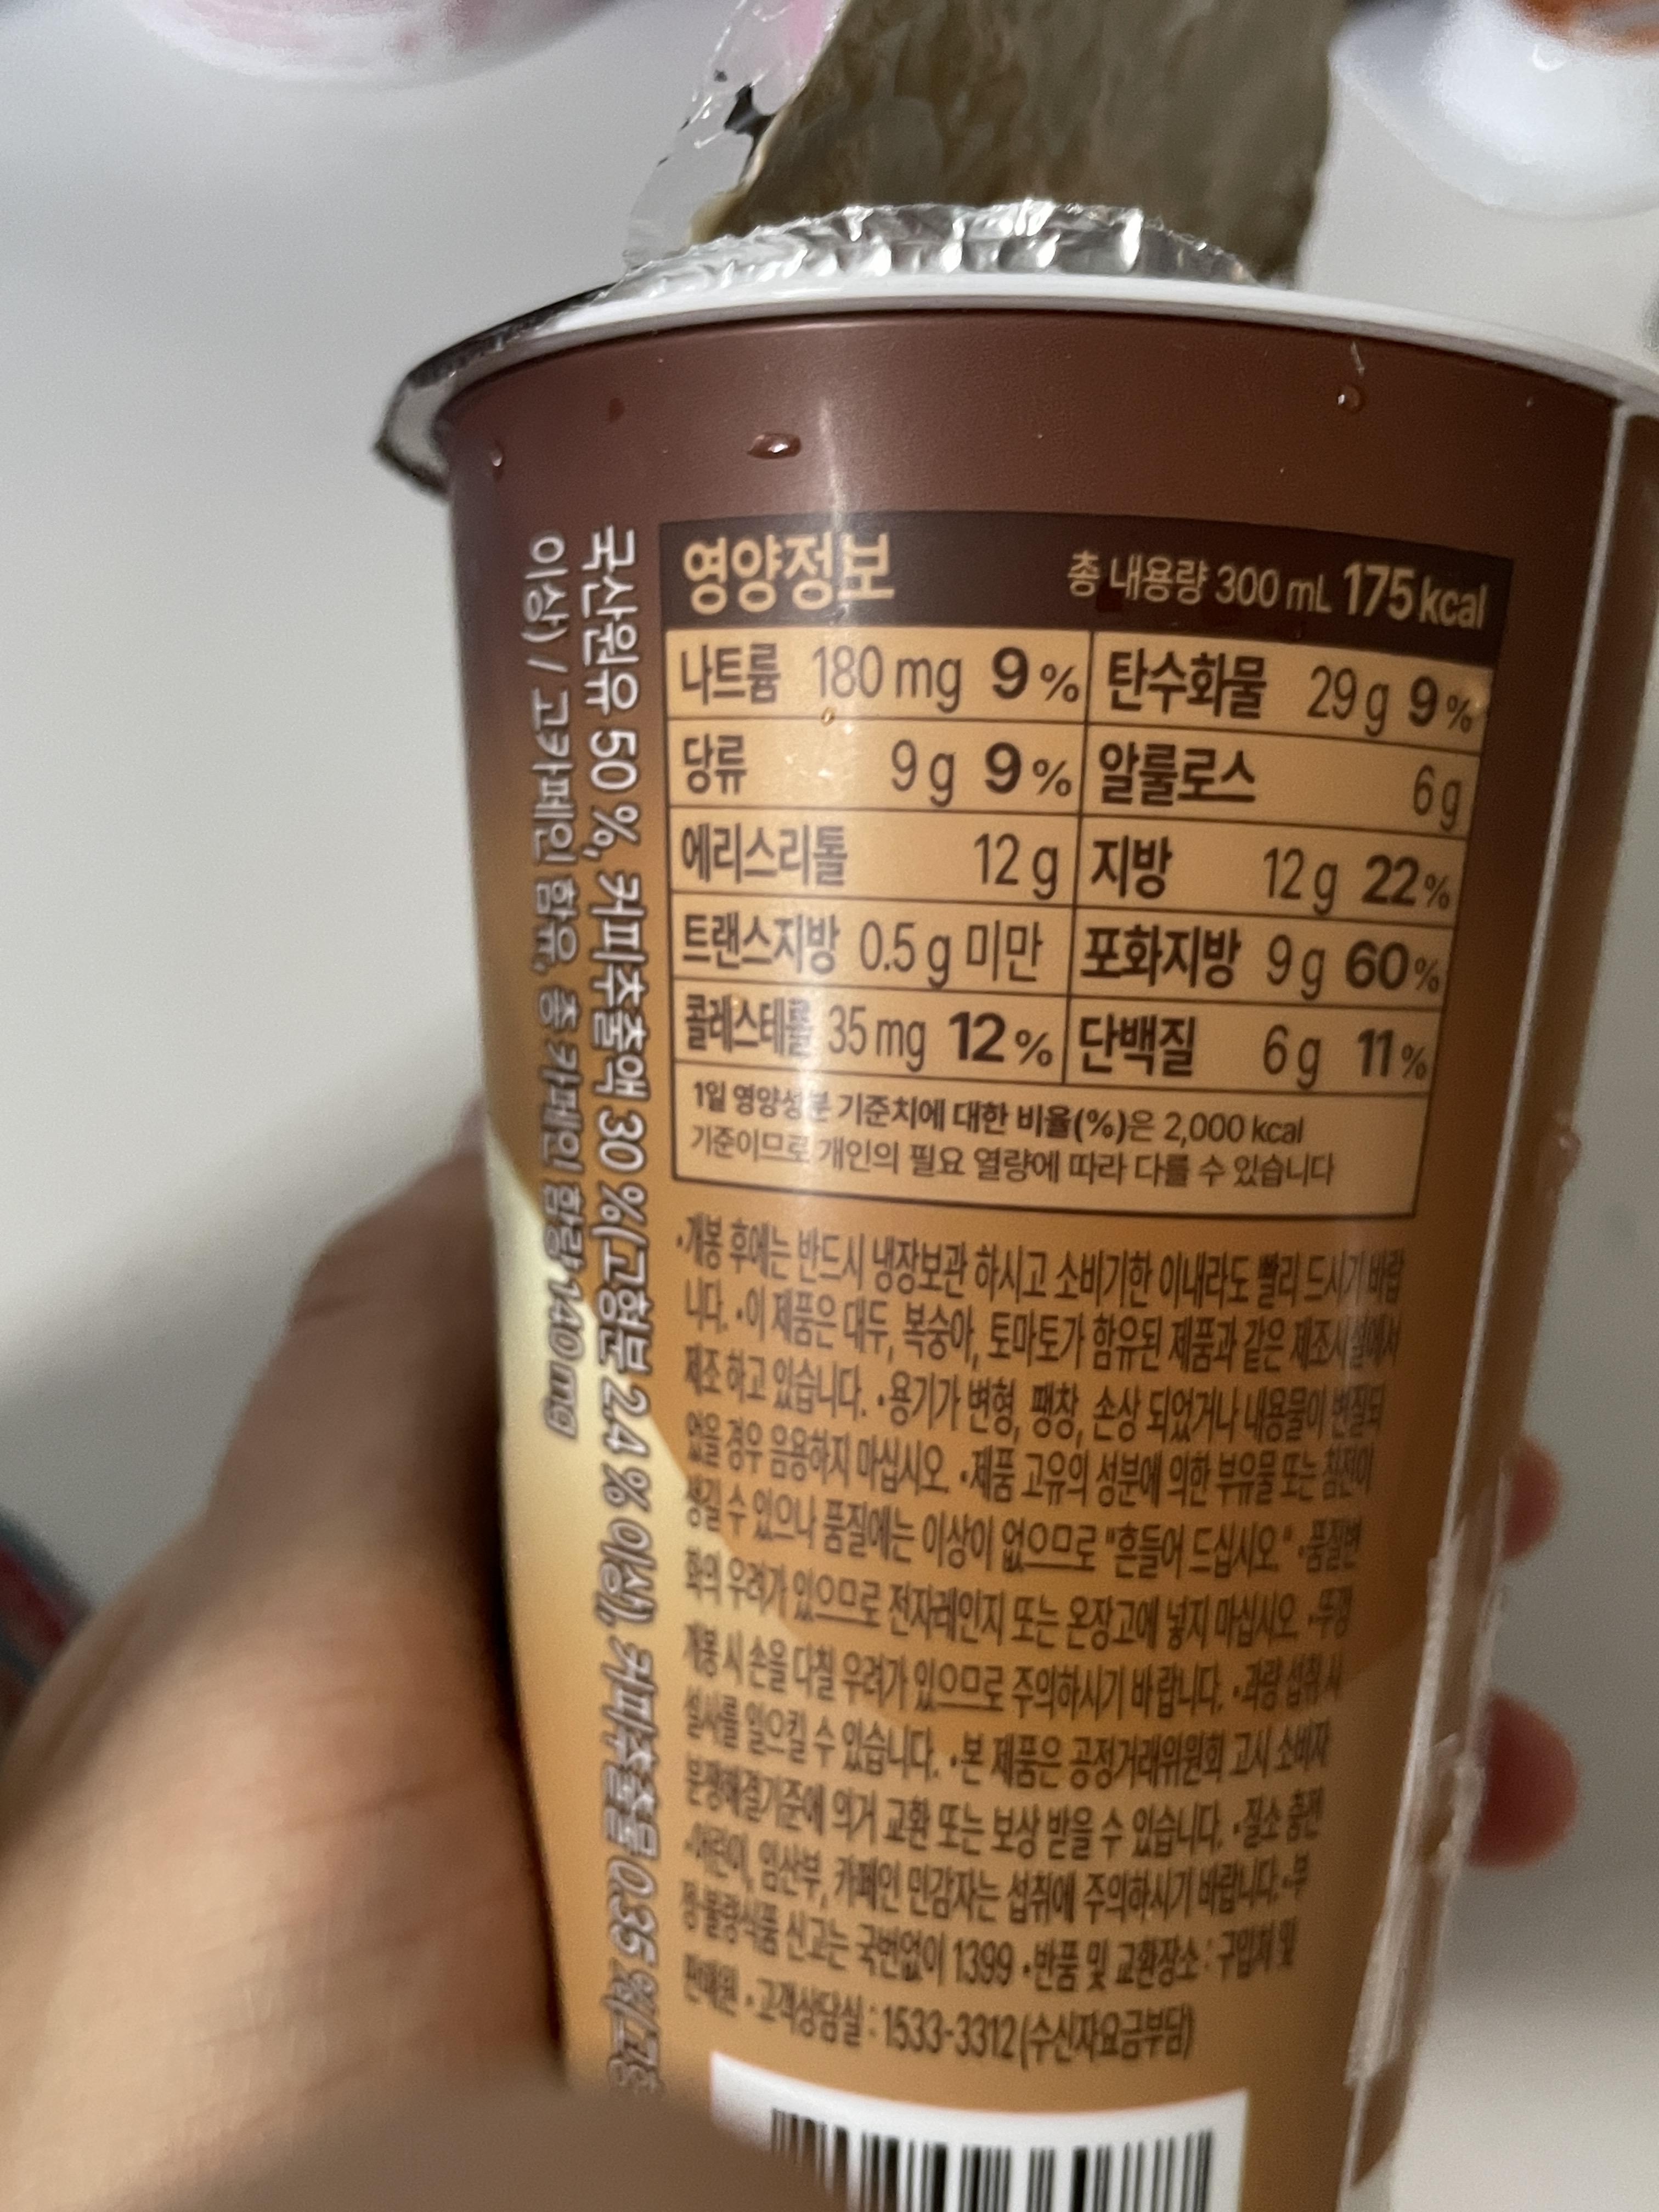 영양정보 총 내용량 300 mL 175 kcal
나트륨 180 mg 9 % 탄수화물 29 g 9 %
당류 9 g 9 % 알룰로스 6 g
에리스리톨 12 g 지방 12 g 22 %
트랜스지방 0.5 g 미만 포화지방 9 g 60 %
콜레스테롤 35 mg 12 % 단백질 6 g 11 %
1일 영양성분 기준치에 대한 비율(%)은 2,000 kcal
기준이므로 개인의 필요 열량에 따라 다를 수 있습니다
•개봉 후에는 반드시 냉장보관 하시고 소비기한 이내라도 빨리 드시기 바랍
니다. •이 제품은 대두, 복숭아, 토마토가 함유된 제품과 같은 제조시설에서
제조 하고 있습니다. •용기가 변형, 팽창, 손상 되었거나 내용물이 변질되
었을 경우 음용하지 마십시오 •제품 고유의 성분에 의한 부유물 또는 침전이
생길 수 있으나 품질에는 이상이 없으므로 "흔들어 드십시오" •품질변
화의 우려가 있으므로 전자레인지 또는 온장고에 넣지 마십시오 •뚜껑
개봉 시 손을 다칠 우려가 있으므로 주의하시기 바랍니다. •과량 섭취 시
설사를 일으킬 수 있습니다. •본 제품은 공정거래위원회 고시 소비자
분쟁해결기준에 의거 교환 또는 보상 받을 수 있습니다. •질소 충전
•어린이, 임산부, 카페인 민감자는 섭취에 주의하시기 바랍니다. •부
정·불량식품 신고는 국번없이 1399 •반품 및 교환장소 : 구입처 및
판매원 •고객상담실 : 1533-3312 (수신자요금부담)
국산원유 50 %, 커피추출액 30 %(고형분 2.4 % 이상), 커피추출물 0.35 %(고형
이상) / 고카페인 함유, 총 카페인 함량 140 mg